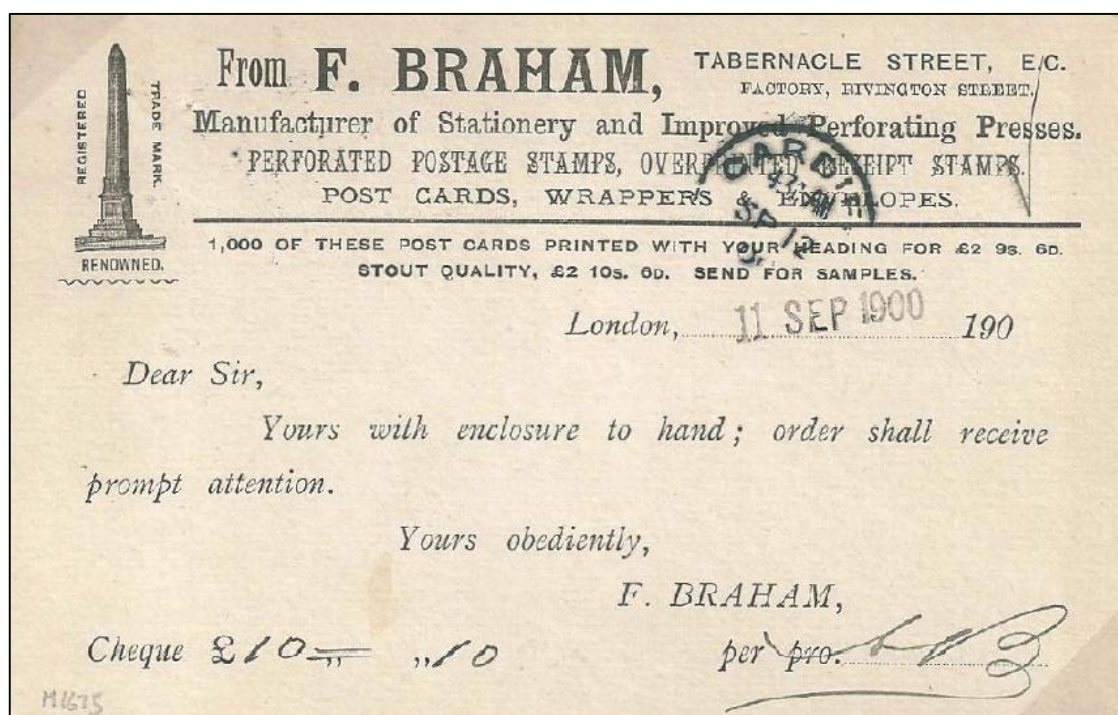 REGISTERED
TRADE MARK.
RENOWNED.
From F. BRAHAM,
TABERNACLE STREET, E.C.
FACTORY, RIVINGTON STREET.
Manufacturer of Stationery and Improved Perforating Presses.
PERFORATED POSTAGE STAMPS, OVERPRINTED RECEIPT STAMPS.
POST CARDS, WRAPPERS & ENVELOPES.
CARDIFF
SP 12
1,000 OF THESE POST CARDS PRINTED WITH YOUR HEADING FOR £2 9s. 6D.
STOUT QUALITY, £2 10s. 6D. SEND FOR SAMPLES.
London, 11 SEP 1900 190
Dear Sir,
Yours with enclosure to hand; order shall receive
prompt attention.
Yours obediently,
F. BRAHAM,
Cheque £10 = ,, ,,10
per pro.
M1675